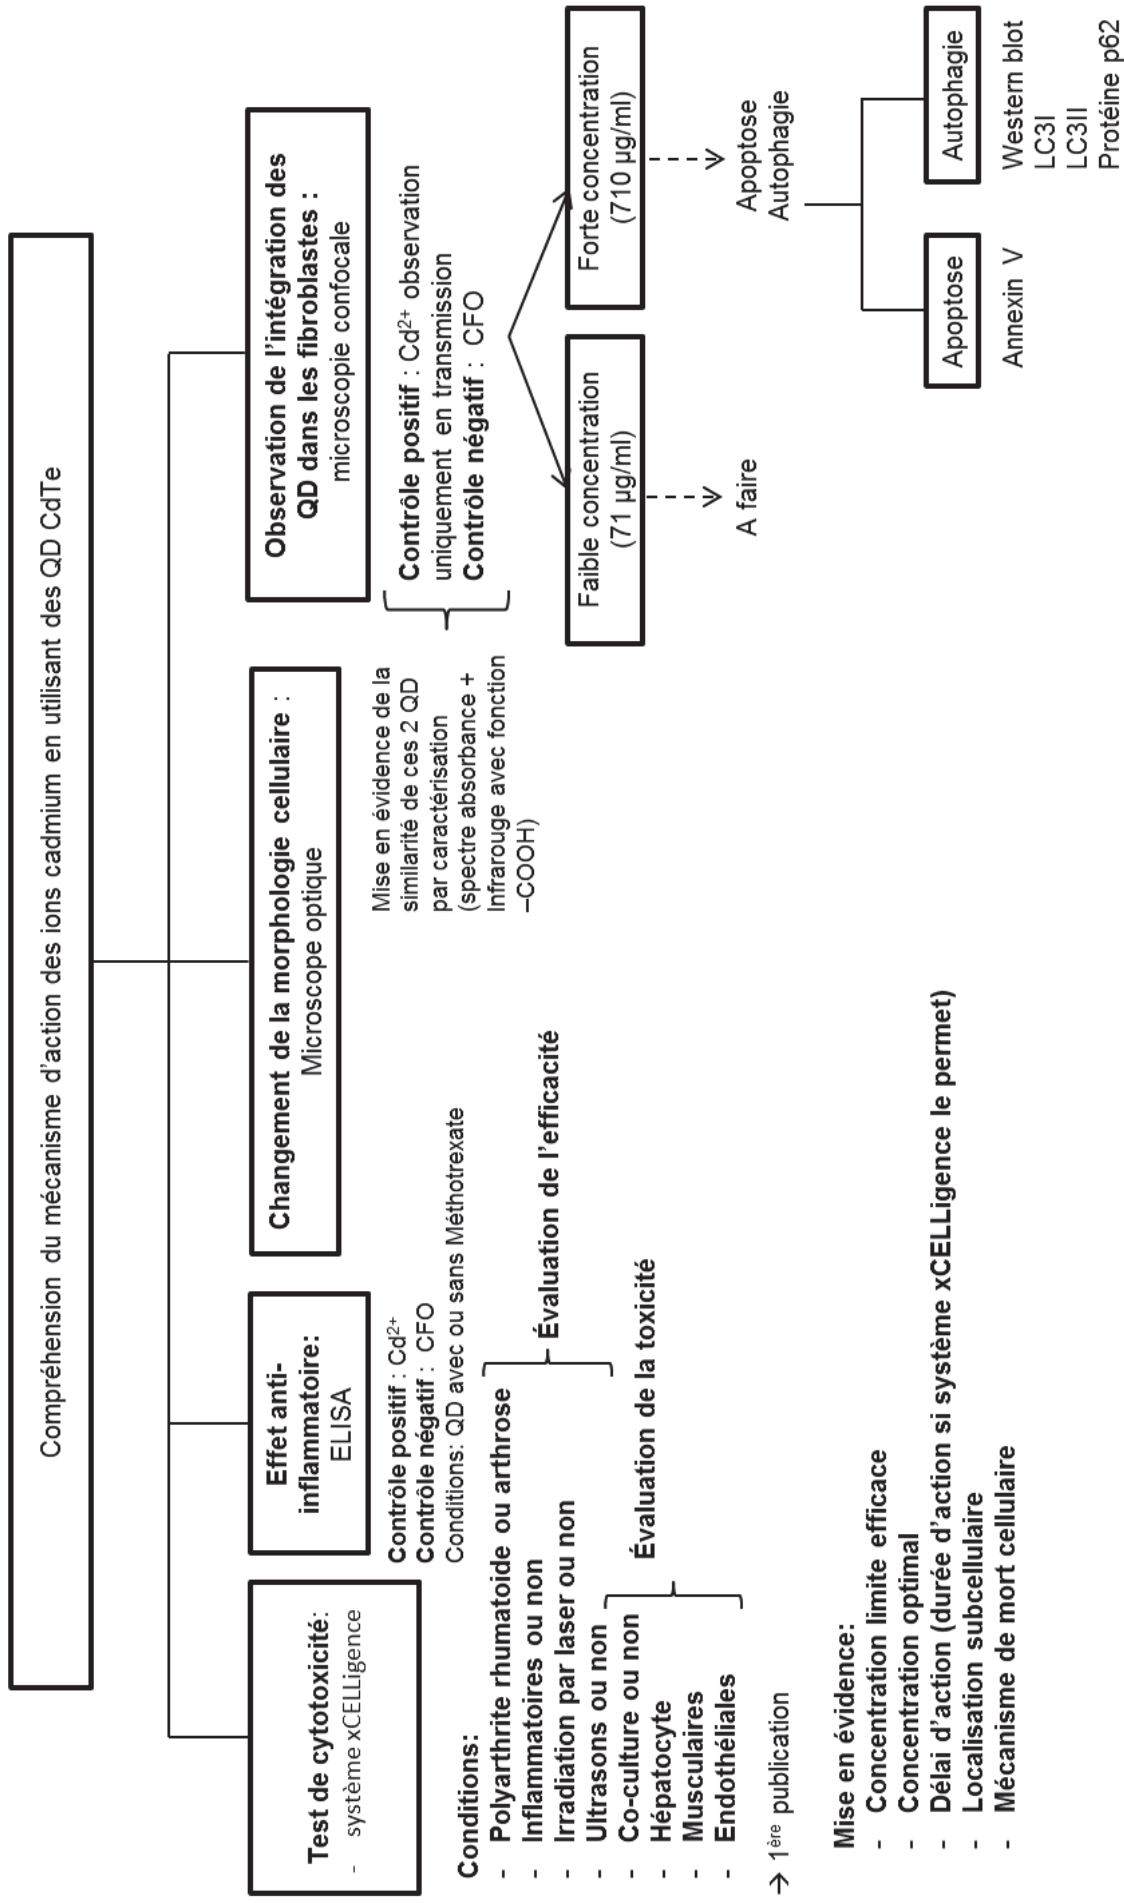 Compréhension du mécanisme d'action des ions cadmium en utilisant des QD CdTe
Test de cytotoxicité:
- système xCELLigence
Effet anti-
inflammatoire:
ELISA
Changement de la morphologie cellulaire :
Microscope optique
Observation de l'intégration des
QD dans les fibroblastes :
microscopie confocale
Contrôle positif : Cd²⁺
Contrôle négatif : CFO
Conditions: QD avec ou sans Méthotrexate
Conditions:
- Polyarthrite rhumatoide ou arthrose
- Inflammatoires ou non
- Irradiation par laser ou non
- Ultrasons ou non
- Co-culture ou non
- Hépatocyte
- Musculaires
- Endothéliales
Évaluation de l'efficacité
Évaluation de la toxicité
→ 1ère publication
Mise en évidence:
- Concentration limite efficace
- Concentration optimal
- Délai d'action (durée d'action si système xCELLigence le permet)
- Localisation subcellulaire
- Mécanisme de mort cellulaire
Mise en évidence de la
similarité de ces 2 QD
par caractérisation
(spectre absorbance +
Infrarouge avec fonction
–COOH)
Contrôle positif : Cd²⁺ observation
uniquement en transmission
Contrôle négatif : CFO
Faible concentration
(71 µg/ml)
Forte concentration
(710 µg/ml)
A faire
Apoptose
Autophagie
Apoptose
Autophagie
Annexin V
Western blot
LC3I
LC3II
Protéine p62